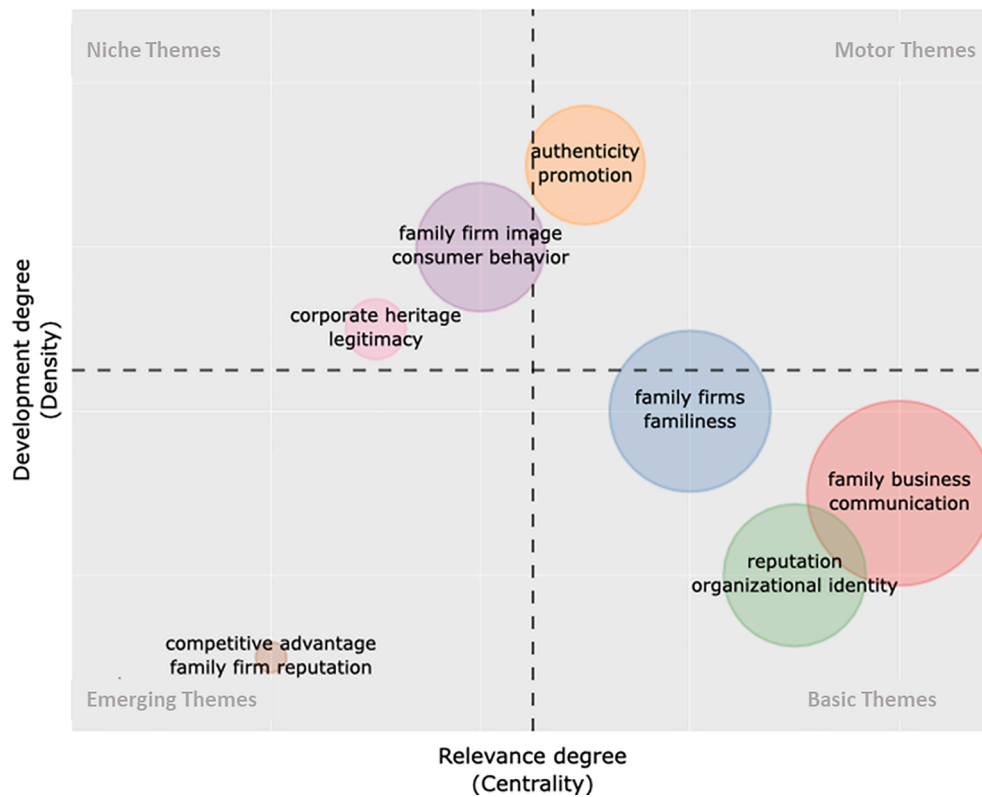 Niche Themes
Motor Themes
authenticity
promotion
family firm image
consumer behavior
corporate heritage
legitimacy
family firms
familiness
family business
communication
reputation
organizational identity
competitive advantage
family firm reputation
Emerging Themes
Basic Themes
Development degree
(Density)
Relevance degree
(Centrality)